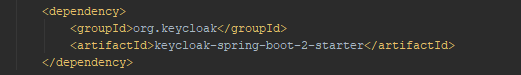 <dependency>
<groupId>org.keycloak</groupId>
<artifactId>keycloak-spring-boot-2-starter</artifactId>
</dependency>